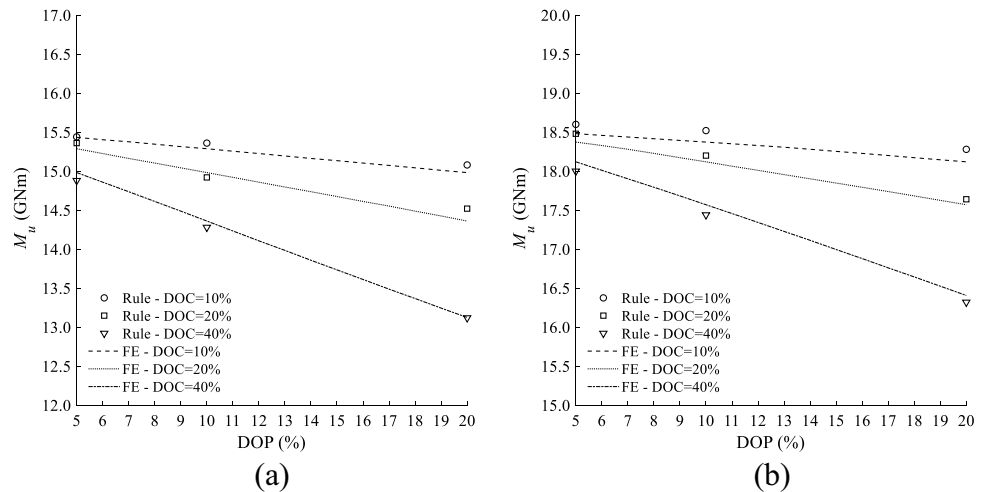 17.0
16.5
16.0
15.5
15.0
14.5
14.0
13.5
13.0
12.5
12.0
M_u (GNm)
Rule - DOC=10%
Rule - DOC=20%
Rule - DOC=40%
FE - DOC=10%
FE - DOC=20%
FE - DOC=40%
5 6 7 8 9 10 11 12 13 14 15 16 17 18 19 20
DOP (%)
(a)
20.0
19.5
19.0
18.5
18.0
17.5
17.0
16.5
16.0
15.5
15.0
M_u (GNm)
Rule - DOC=10%
Rule - DOC=20%
Rule - DOC=40%
FE - DOC=10%
FE - DOC=20%
FE - DOC=40%
5 6 7 8 9 10 11 12 13 14 15 16 17 18 19 20
DOP (%)
(b)